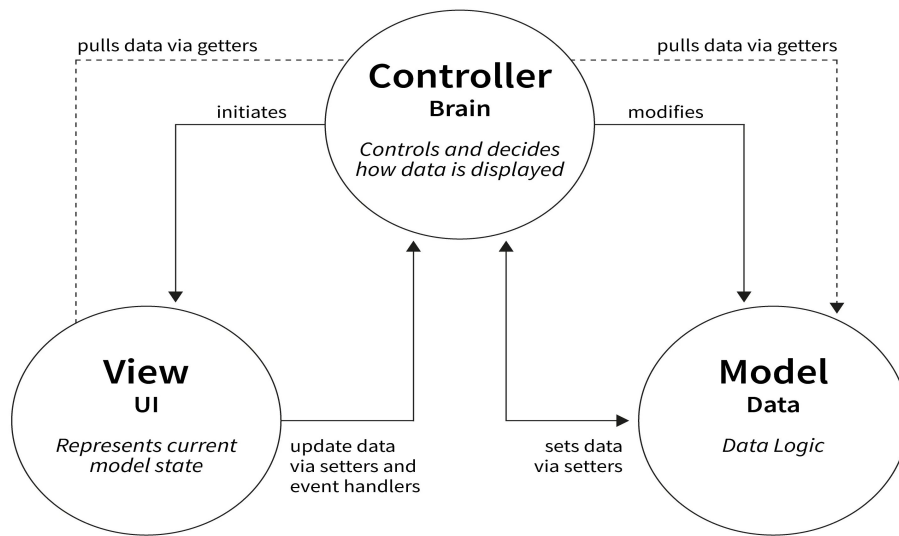 pulls data via getters
pulls data via getters
Controller
Brain
initiates
modifies
Controls and decides
how data is displayed
View
UI
Represents current
model state
Model
Data
Data Logic
update data
via setters and
event handlers
sets data
via setters